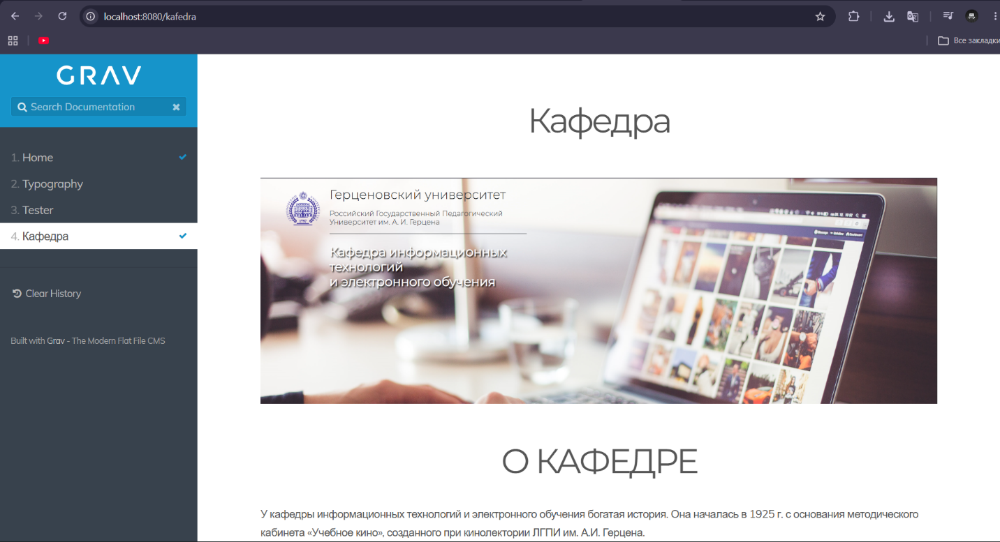 localhost:8080/kafedra
Все закладки
GRAV
Search Documentation
1. Home
2. Typography
3. Tester
4. Кафедра
Clear History
Built with Grav - The Modern Flat File CMS
Кафедра
Герценовский университет
Российский Государственный Педагогический
Университет им. А. И. Герцена
Кафедра информационных
технологий
и электронного обучения
О КАФЕДРЕ
У кафедры информационных технологий и электронного обучения богатая история. Она началась в 1925 г. с основания методического
кабинета «Учебное кино», созданного при кинолектории ЛГПИ им. А.И. Герцена.